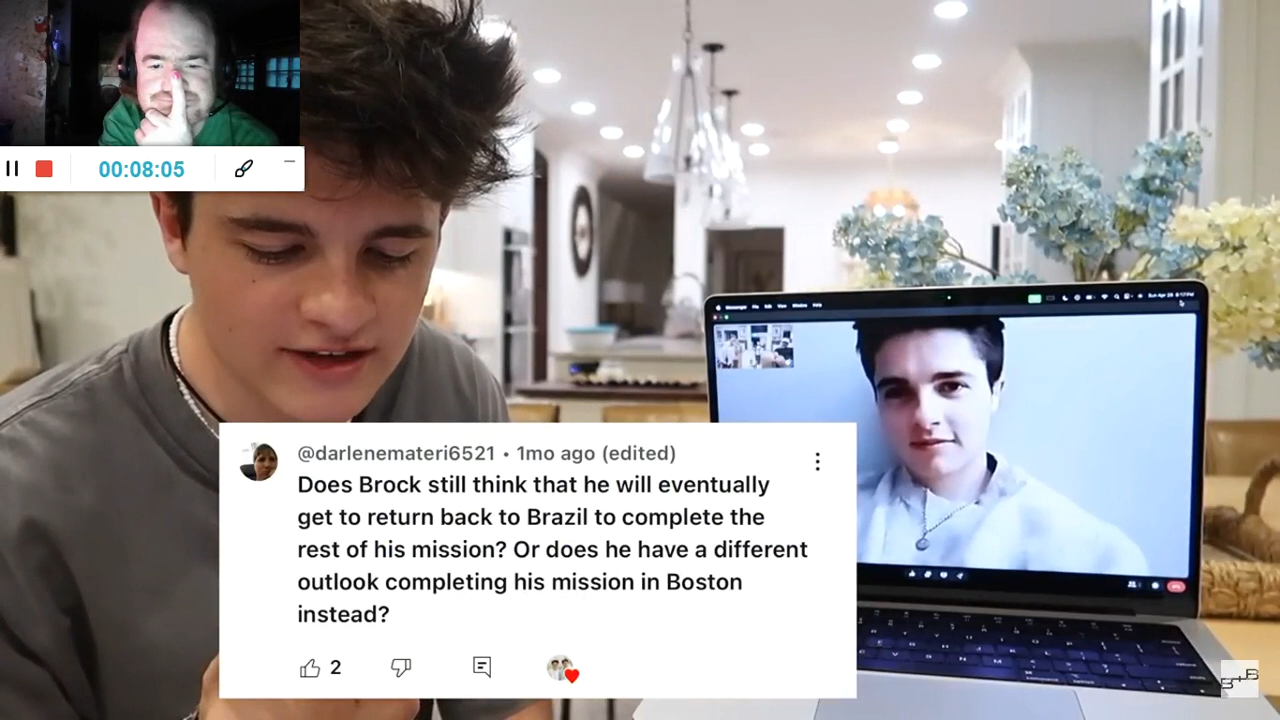 00:08:05
@darlenemateri6521 • 1mo ago (edited)
Does Brock still think that he will eventually
get to return back to Brazil to complete the
rest of his mission? Or does he have a different
outlook completing his mission in Boston
instead?
2
B+B